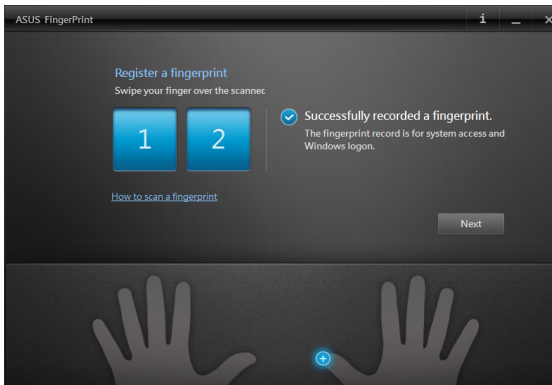 ASUS FingerPrint
Register a fingerprint
Swipe your finger over the scanner.
1 2
Successfully recorded a fingerprint.
The fingerprint record is for system access and
Windows logon.
How to scan a fingerprint
Next